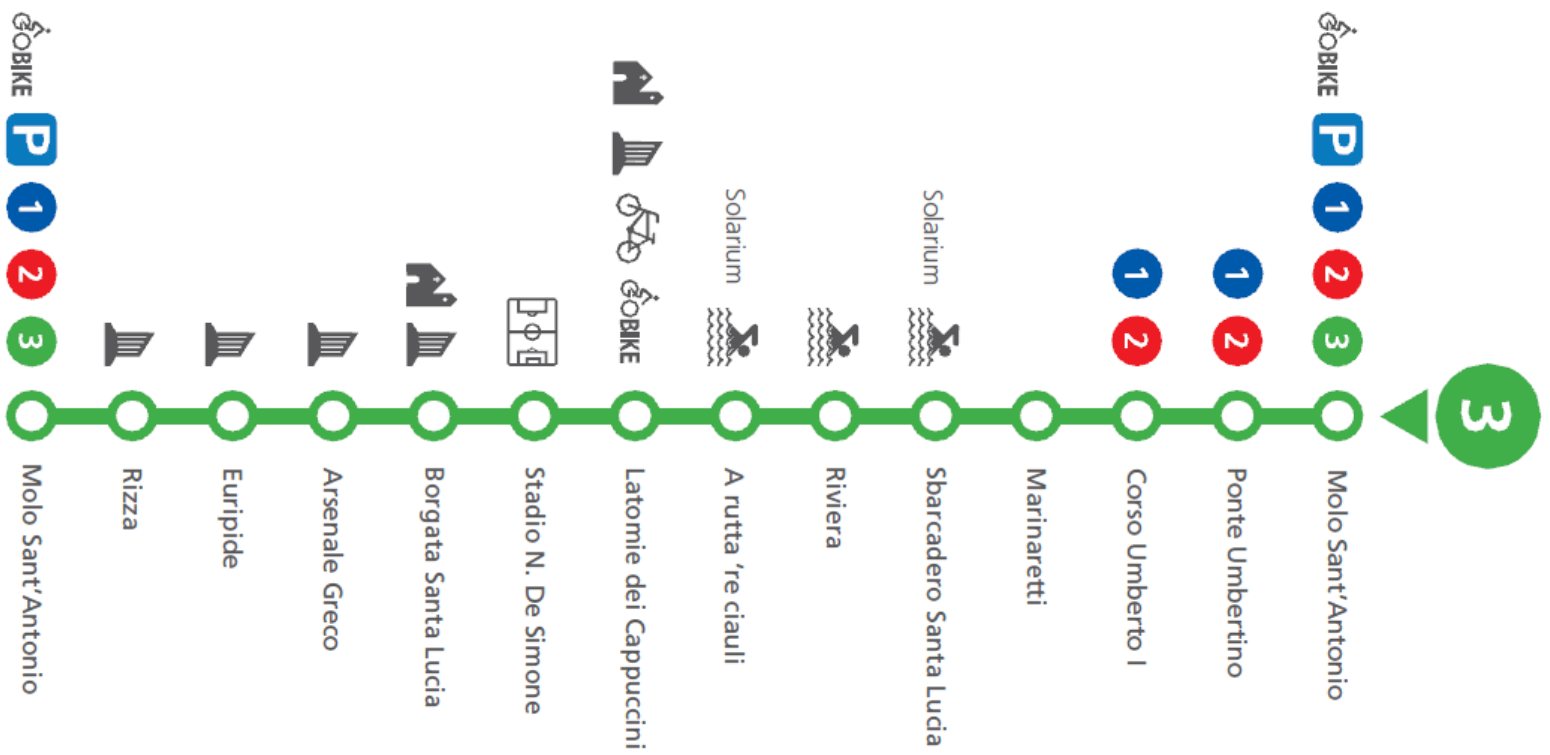 3
GOBIKE P 1 2 3 Molo Sant’Antonio
1 2 Ponte Umbertino
1 2 Corso Umberto I
Marinaretti
Solarium Sbarcadero Santa Lucia
Riviera
Solarium A rutta ‘re ciauli
GOBIKE Latomie dei Cappuccini
Stadio N. De Simone
Borgata Santa Lucia
Arsenale Greco
Euripide
Rizza
GOBIKE P 1 2 3 Molo Sant’Antonio